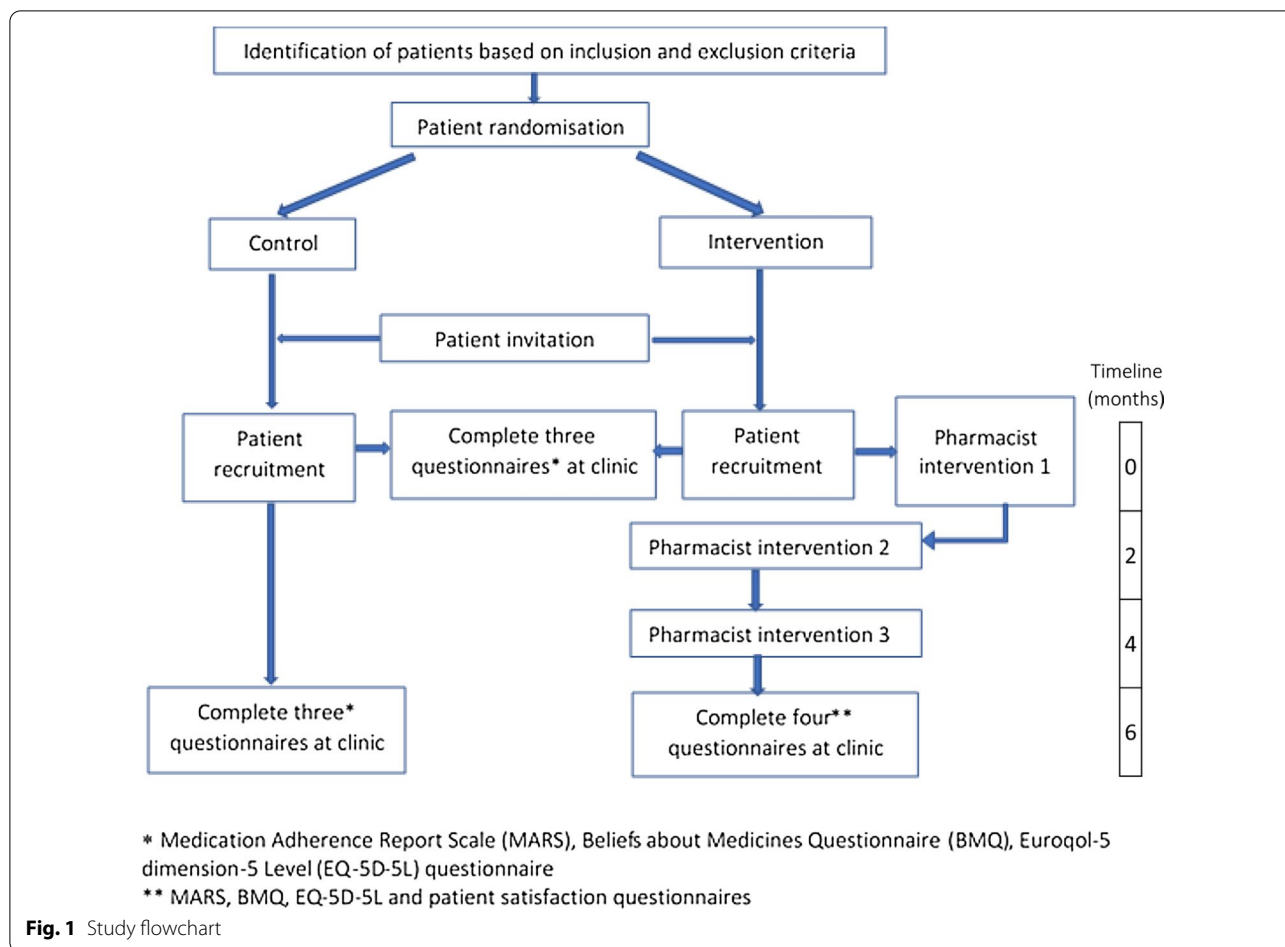 Identification of patients based on inclusion and exclusion criteria
Patient randomisation
Control
Intervention
Patient invitation
Patient
recruitment
Complete three
questionnaires* at clinic
Patient
recruitment
Pharmacist
intervention 1
Timeline
(months)
0
Pharmacist intervention 2
2
Pharmacist intervention 3
4
Complete three*
questionnaires at clinic
Complete four**
questionnaires at clinic
6
* Medication Adherence Report Scale (MARS), Beliefs about Medicines Questionnaire (BMQ), Euroqol-5
dimension-5 Level (EQ-5D-5L) questionnaire
** MARS, BMQ, EQ-5D-5L and patient satisfaction questionnaires
Fig. 1 Study flowchart